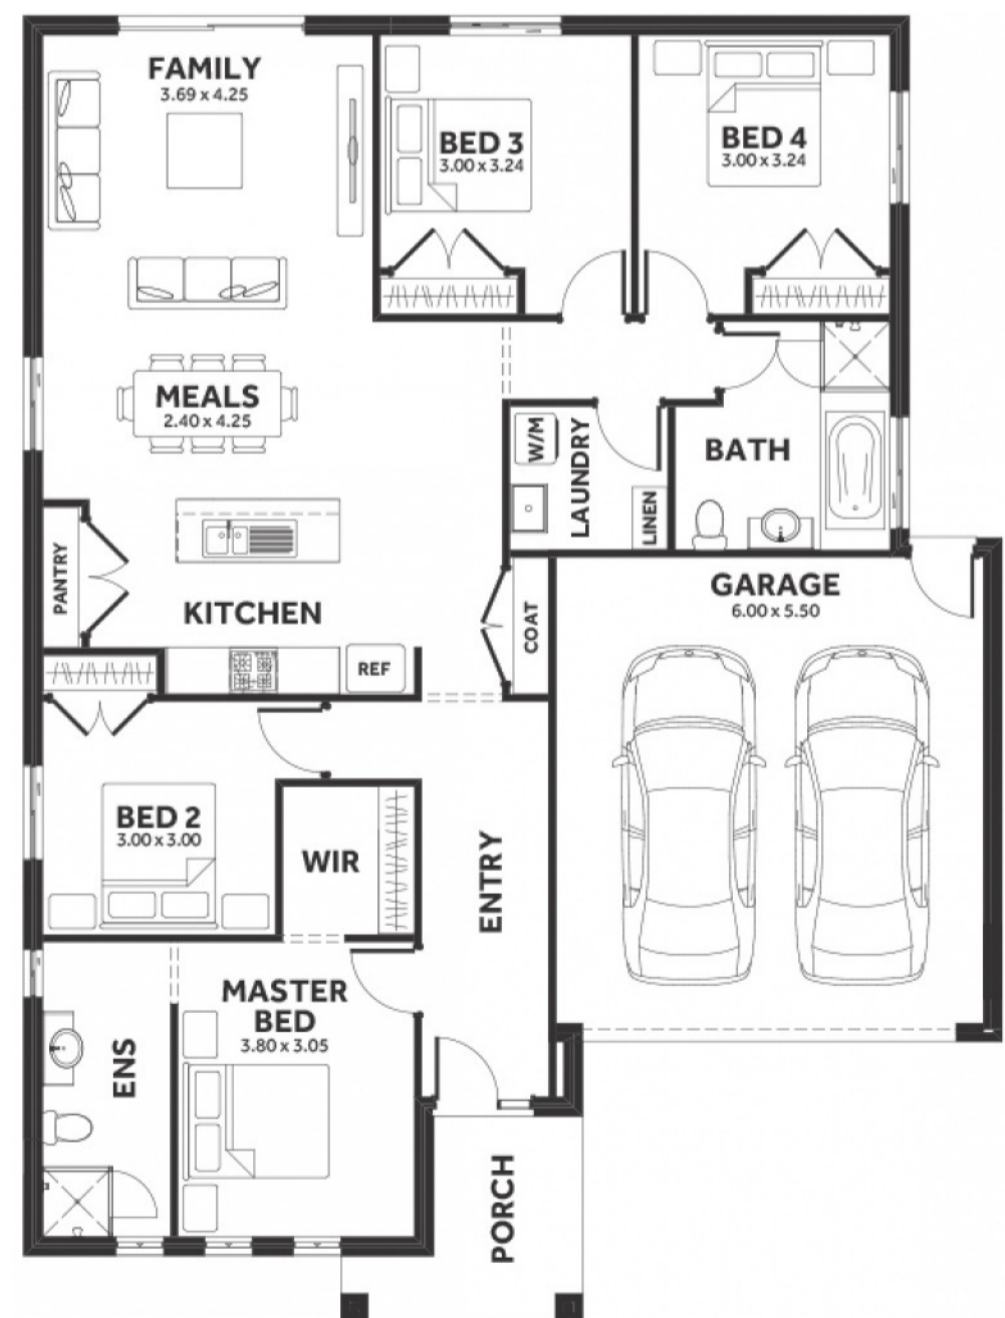 FAMILY
3.69 x 4.25
BED 3
3.00 x 3.24
BED 4
3.00 x 3.24
MEALS
2.40 x 4.25
W/M
LAUNDRY
LINEN
BATH
PANTRY
KITCHEN
REF
COAT
GARAGE
6.00 x 5.50
BED 2
3.00 x 3.00
WIR
ENTRY
MASTER
BED
3.80 x 3.05
ENS
PORCH